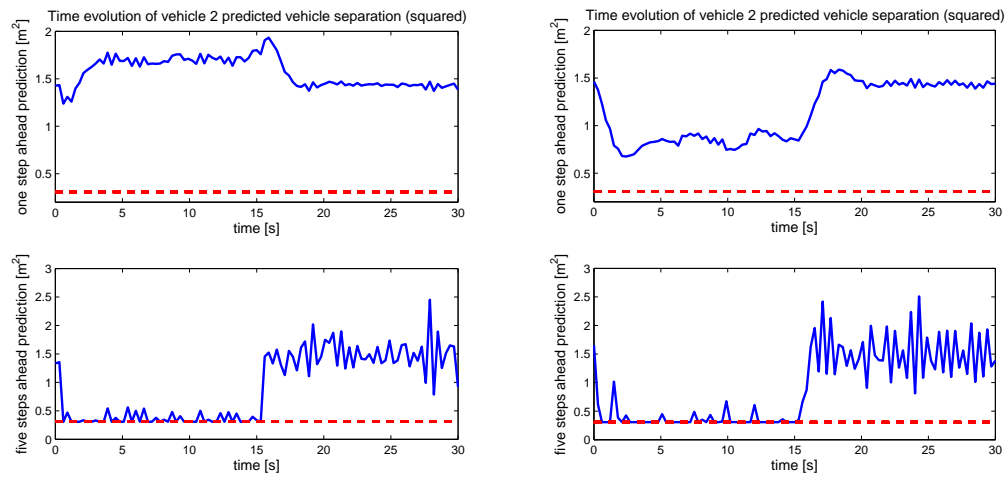 Time evolution of vehicle 2 predicted vehicle separation (squared)
one step ahead prediction [m²]
2
1.5
1
0.5
0 5 10 15 20 25 30
time [s]
five steps ahead prediction [m²]
3
2.5
2
1.5
1
0.5
0
0 5 10 15 20 25 30
time [s]
Time evolution of vehicle 2 predicted vehicle separation (squared)
one step ahead prediction [m²]
2
1.5
1
0.5
0 5 10 15 20 25 30
time [s]
five steps ahead prediction [m²]
3
2.5
2
1.5
1
0.5
0
0 5 10 15 20 25 30
time [s]